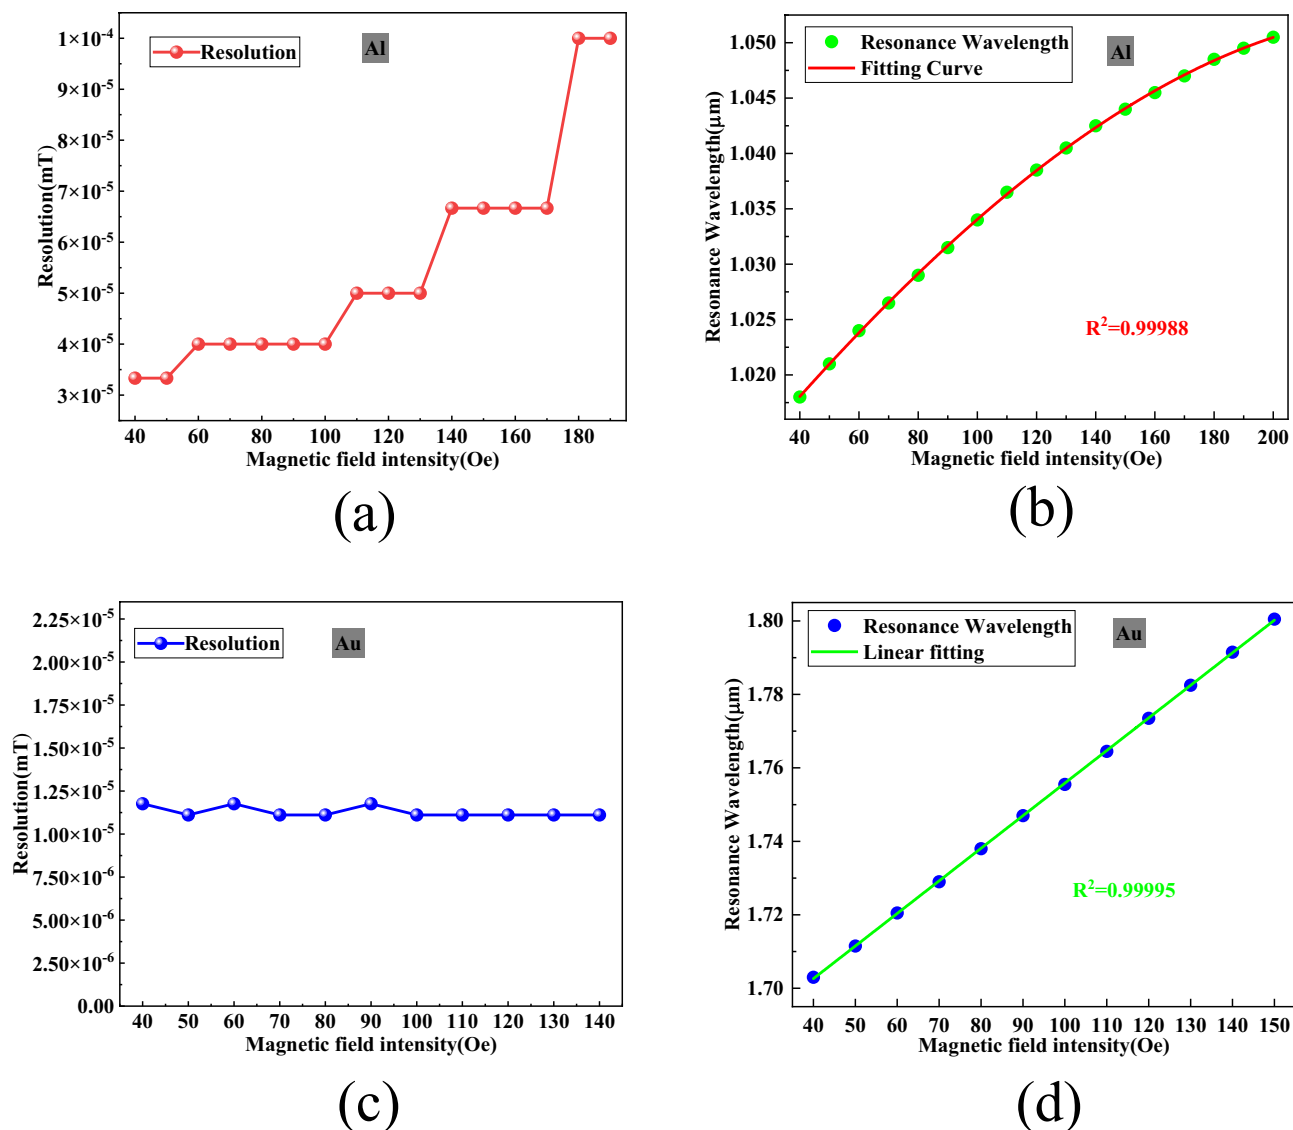 1×10⁻⁴
9×10⁻⁵
8×10⁻⁵
7×10⁻⁵
6×10⁻⁵
5×10⁻⁵
4×10⁻⁵
3×10⁻⁵
Resolution(mT)
Resolution
Al
40 60 80 100 120 140 160 180
Magnetic field intensity(Oe)
(a)
1.050
1.045
1.040
1.035
1.030
1.025
1.020
Resonance Wavelength(μm)
Resonance Wavelength
Fitting Curve
Al
R²=0.99988
40 60 80 100 120 140 160 180 200
Magnetic field intensity(Oe)
(b)
2.25×10⁻⁵
2.00×10⁻⁵
1.75×10⁻⁵
1.50×10⁻⁵
1.25×10⁻⁵
1.00×10⁻⁵
7.50×10⁻⁶
5.00×10⁻⁶
2.50×10⁻⁶
0.00
Resolution(mT)
Resolution
Au
40 50 60 70 80 90 100 110 120 130 140
Magnetic field intensity(Oe)
(c)
1.80
1.78
1.76
1.74
1.72
1.70
Resonance Wavelength(μm)
Resonance Wavelength
Linear fitting
Au
R²=0.99995
40 50 60 70 80 90 100 110 120 130 140 150
Magnetic field intensity(Oe)
(d)